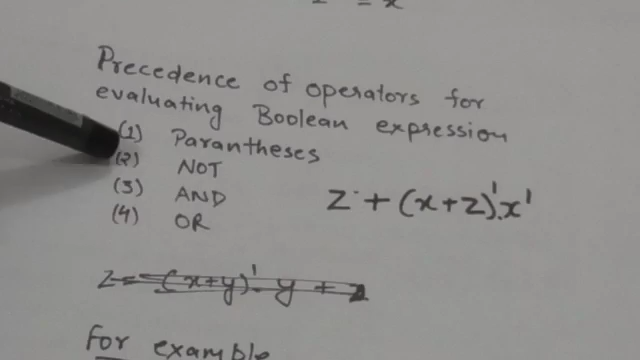 = x
Precedence of operators for
evaluating Boolean expression
(1) Parantheses
(2) NOT
(3) AND
(4) OR
z + (x+z)'.x'
z = (x+y)' y +
for example